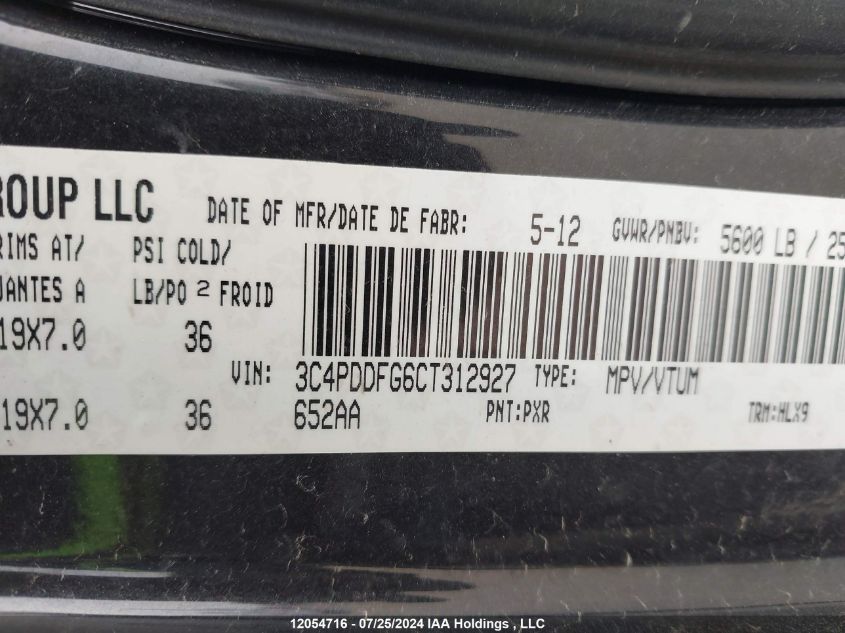 ROUP LLC DATE OF MFR/DATE DE FABR: 5-12 GVWR/PNBV: 5600 LB / 25
RIMS AT/ PSI COLD/
JANTES A LB/PO 2 FROID
19X7.0 36
VIN: 3C4PDDFG6CT312927 TYPE: MPV/VTUM
19X7.0 36 652AA PNT:PXR TRM:HLX9
12054716 - 07/25/2024 IAA Holdings , LLC